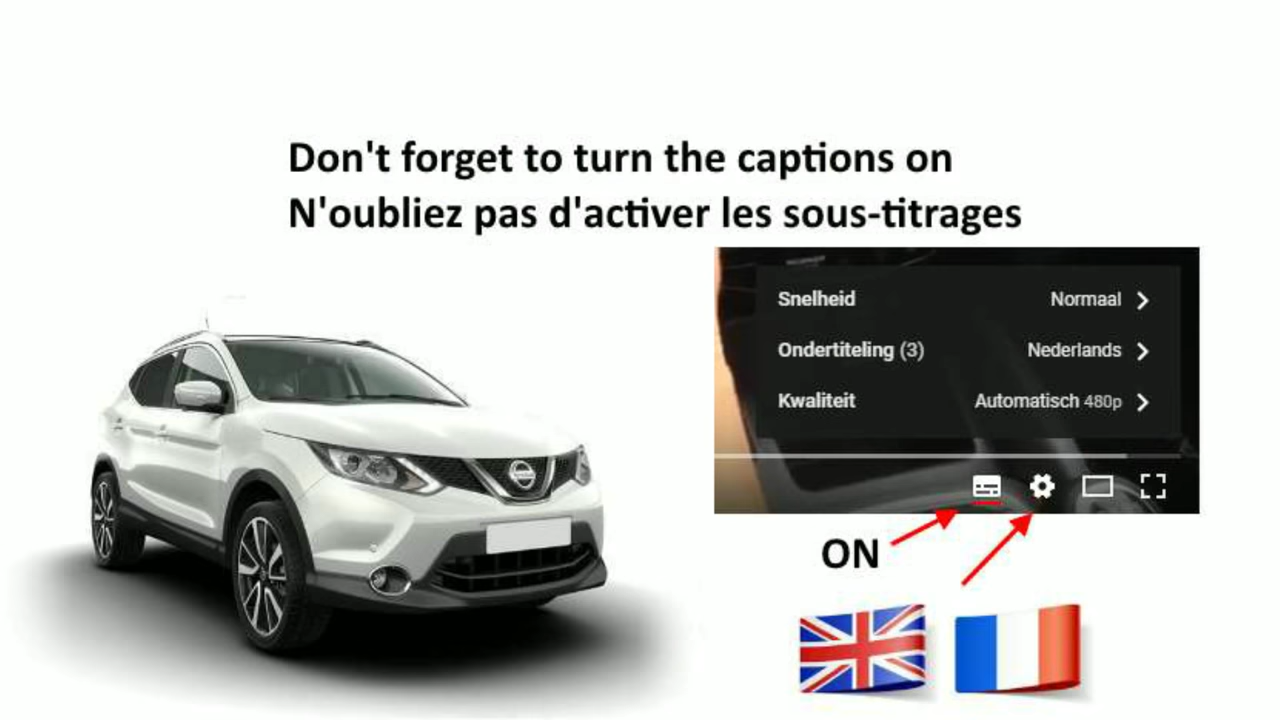 Don't forget to turn the captions on
N'oubliez pas d'activer les sous-titrages
Snelheid Normaal
Ondertiteling (3) Nederlands
Kwaliteit Automatisch 480p
ON